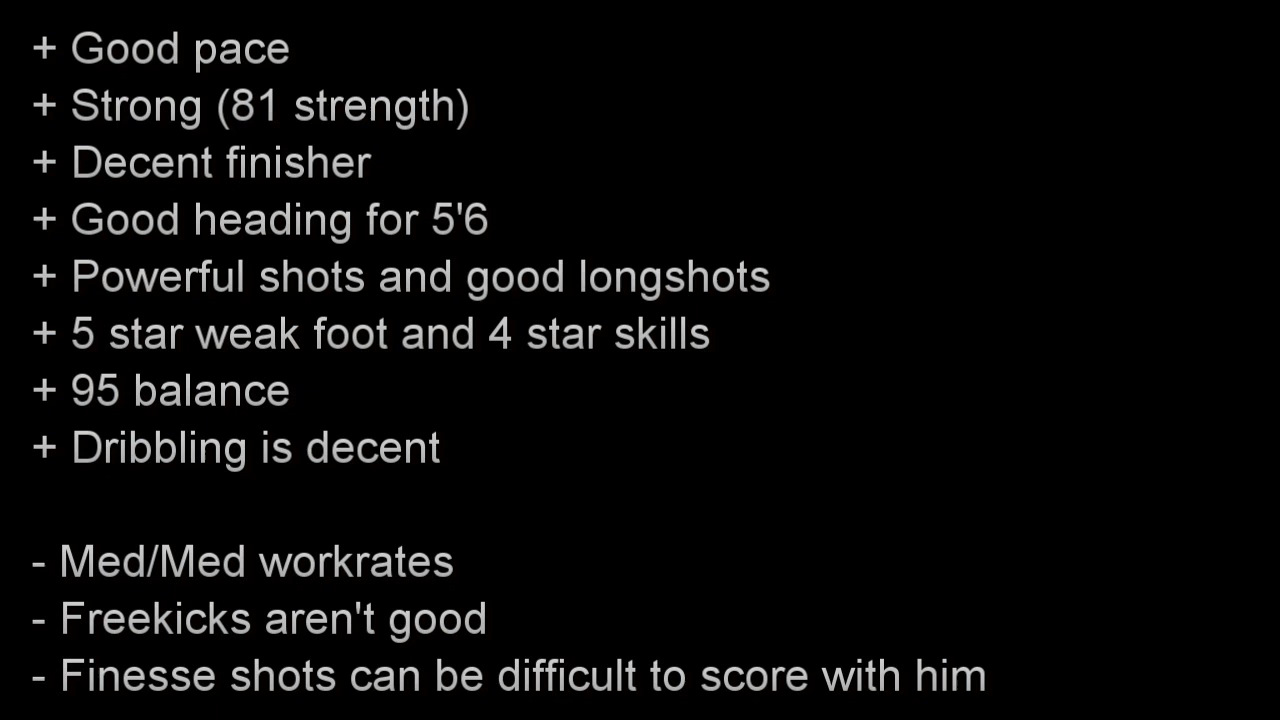 + Good pace
+ Strong (81 strength)
+ Decent finisher
+ Good heading for 5'6
+ Powerful shots and good longshots
+ 5 star weak foot and 4 star skills
+ 95 balance
+ Dribbling is decent
- Med/Med workrates
- Freekicks aren't good
- Finesse shots can be difficult to score with him